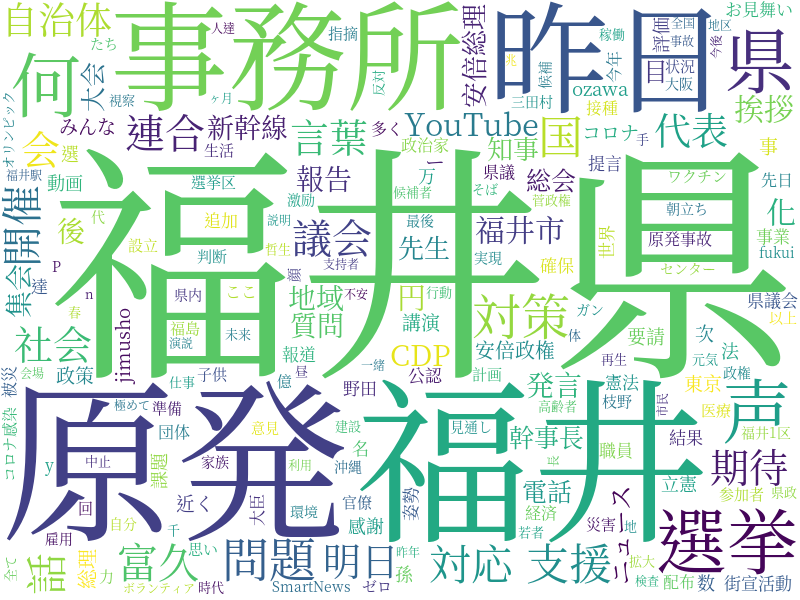 自治体
事務所
昨日
県
何
大会
たち
視察
ヶ月
人達
指摘
反対
安倍総理
候補
兆
稼働
今年
評価
全国
事故
地区
今後
お見舞い
目
状況
大阪
オリンピック
みんな
連合
新幹線
生活
言葉
多く
YouTube
ozawa
三田村
接種
コロナ
手
国
代表
挨拶
会
選
動画
福井駅
選挙区
激励
報告
候補者
政治家
万
ー
そば
県議
知事
総会
菅政権
提言
ワクチン
先日
事
化
開催
集会
後
代
設立
追加
判断
説明
哲生
議会
支持者
最後
先生
実現
福井市
確保
世界
朝立ち
原発事故
事業
fukui
福井県
達
P
n
春
県内
ここ
顔
不安
地域
質問
円
行動
講演
対策
ガン
体
要請
センター
次
県議会
以上
法
元気
社会
会場
被災
政策
jimusho
福島
演説
未来
報道
一緒
CDP
安倍政権
再生
政権
東京
仕事
子供
億
昼
野田
公認
計画
発言
憲法
高齢者
枝野
市民
医療
声
福井1区
原発
福井
コロナ感染
極めて
準備
団体
意見
建設
名
見通し
幹事長
職員
結果
期待
y
中止
課題
家族
利用
沖縄
長
電話
立憲
参加者
県政
雇用
回
自分
近く
千
大臣
環境
官僚
感謝
姿勢
経済
若者
災害
地
ニュース
選挙
全て
話
総理
力
ボランティア
富久
思い
時代
問題
昨年
SmartNews
明日
ゼロ
孫
対応
支援
拡大
検査
配布
数
街宣活動